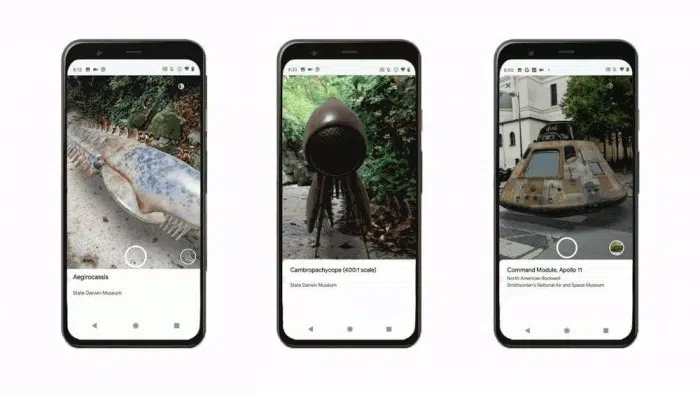 Aegirocassis
State Darwin Museum
Cambropachycope (400:1 scale)
State Darwin Museum
Command Module, Apollo 11
North American Rockwell
Smithsonian's National Air and Space Museum